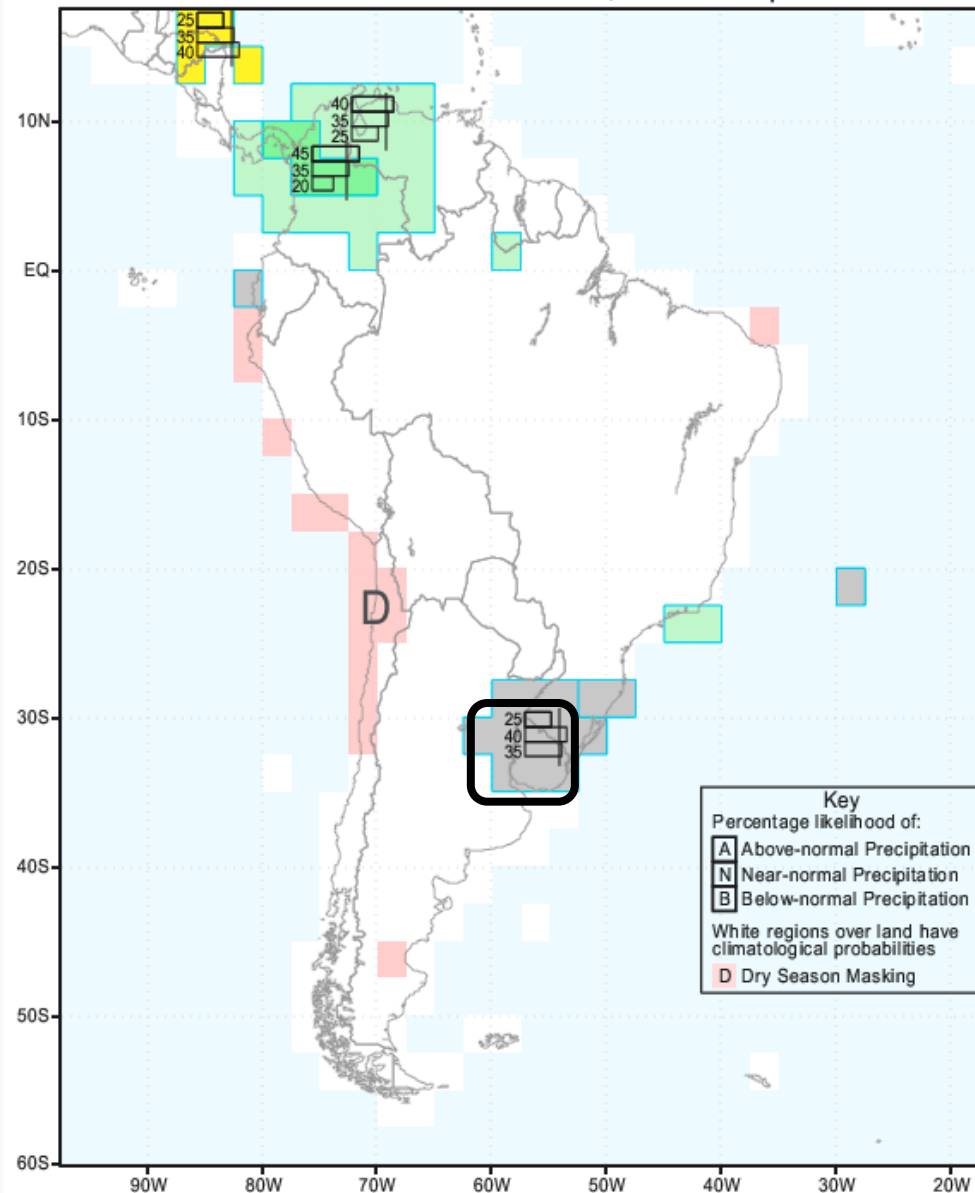 25
35
40
10N
40
35
25
45
35
20
EQ
10S
20S
D
30S
25
40
35
Key
Percentage likelihood of:
A Above-normal Precipitation
N Near-normal Precipitation
B Below-normal Precipitation
White regions over land have
climatological probabilities
D Dry Season Masking
40S
50S
60S
90W 80W 70W 60W 50W 40W 30W 20W